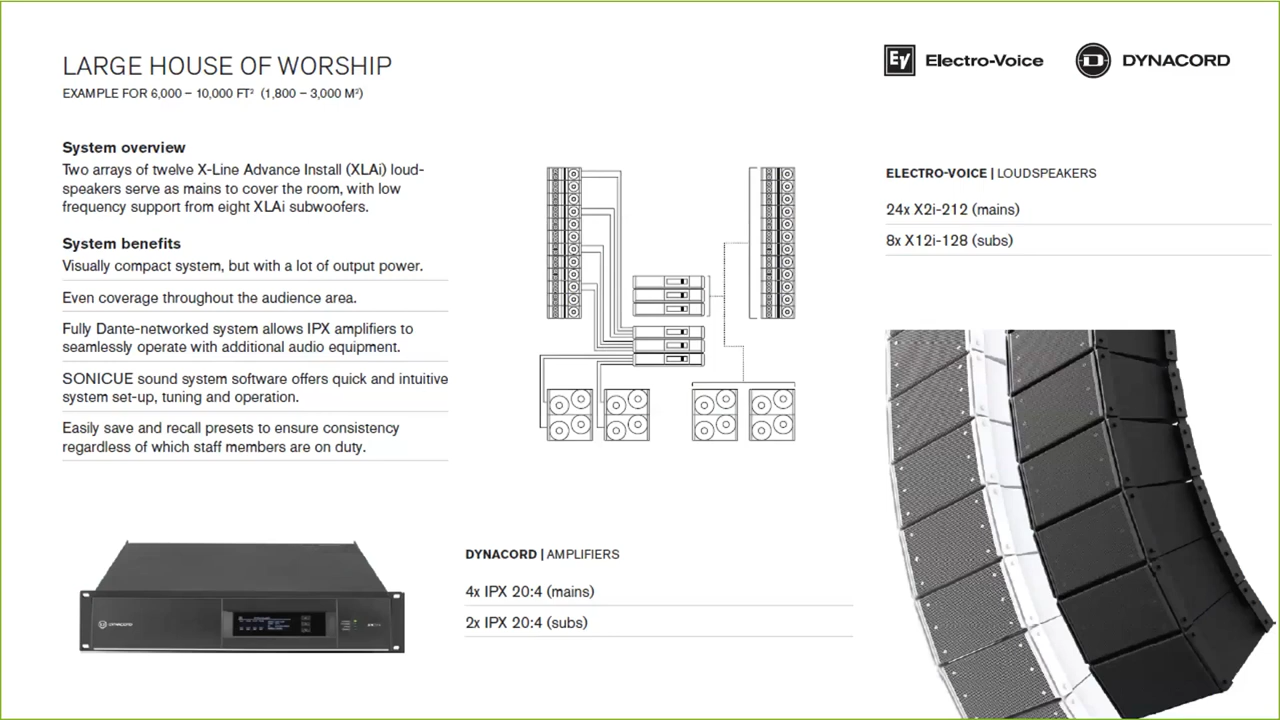 LARGE HOUSE OF WORSHIP
EXAMPLE FOR 6,000 – 10,000 FT² (1,800 – 3,000 M²)
Electro-Voice
DYNACORD
System overview
Two arrays of twelve X-Line Advance Install (XLAi) loud-
speakers serve as mains to cover the room, with low
frequency support from eight XLAi subwoofers.
System benefits
Visually compact system, but with a lot of output power.
Even coverage throughout the audience area.
Fully Dante-networked system allows IPX amplifiers to
seamlessly operate with additional audio equipment.
SONICUE sound system software offers quick and intuitive
system set-up, tuning and operation.
Easily save and recall presets to ensure consistency
regardless of which staff members are on duty.
ELECTRO-VOICE | LOUDSPEAKERS
24x X2i-212 (mains)
8x X12i-128 (subs)
DYNACORD | AMPLIFIERS
4x IPX 20:4 (mains)
2x IPX 20:4 (subs)
DYNACORD